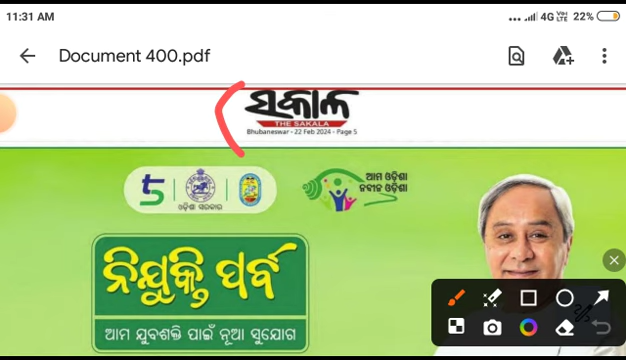 11:31 AM
4G VoLTE 22%
Document 400.pdf
ସକାଳ
THE SAKALA
Bhubaneswar - 22 Feb 2024 - Page 5
5
ଓଡ଼ିଶା ସରକାର
ଆମ ଓଡ଼ିଶା
ନବୀନ ଓଡ଼ିଶା
ନିଯୁକ୍ତି ପର୍ବ
ଆମ ଯୁବଶକ୍ତି ପାଇଁ ନୂଆ ସୁଯୋଗ